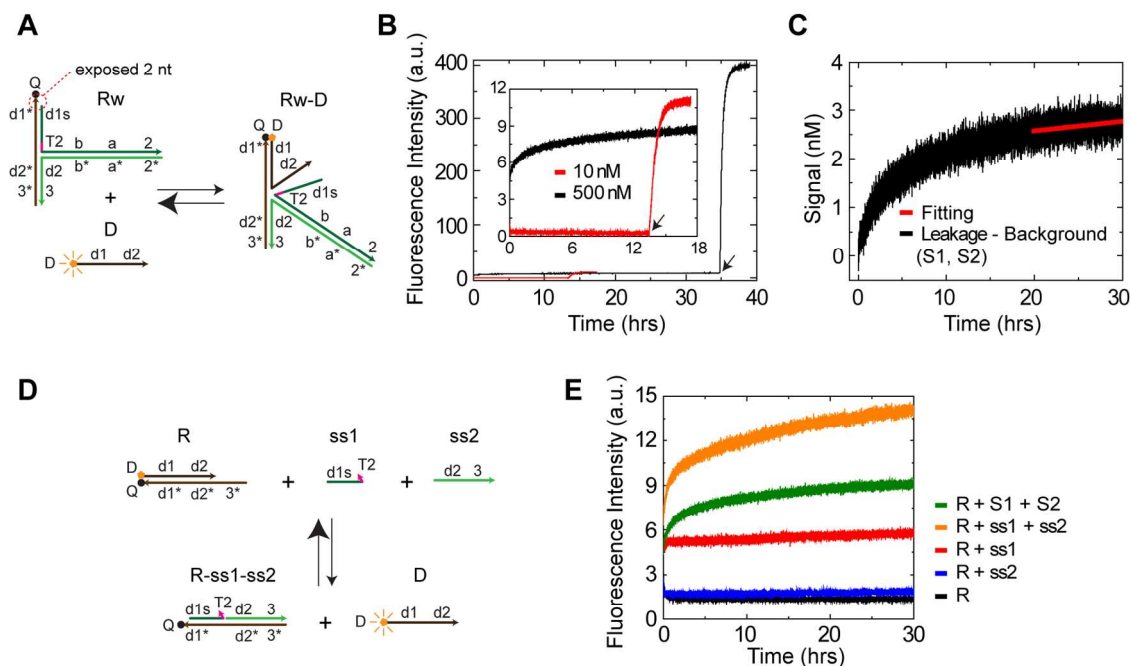 A
exposed 2 nt
Q
Rw
d1*
d1s
T2
b a 2
b* a* 2*
d2*
d2
3*
3
+
D
D d1 d2
Rw-D
Q D
d1*
d1
d2
T2
d1s
d2*
d2
3*
3
b
a
2
b*
a*
2*
B
Fluorescence Intensity (a.u.)
400
300
200
100
0
12
9
6
3
0
10 nM
500 nM
0 6 12 18
0 10 20 30 40
Time (hrs)
C
Signal (nM)
4
3
2
1
0
-1
Fitting
Leakage - Background
(S1, S2)
0 10 20 30
Time (hrs)
D
R
D d1 d2
Q d1* d2* 3*
+
ss1
T2
d1s
+
ss2
d2 3
R-ss1-ss2
T2
d1s d2 3
Q d1* d2* 3*
+
D
D d1 d2
E
Fluorescence Intensity (a.u.)
15
12
9
6
3
0
0 10 20 30
Time (hrs)
R + S1 + S2
R + ss1 + ss2
R + ss1
R + ss2
R